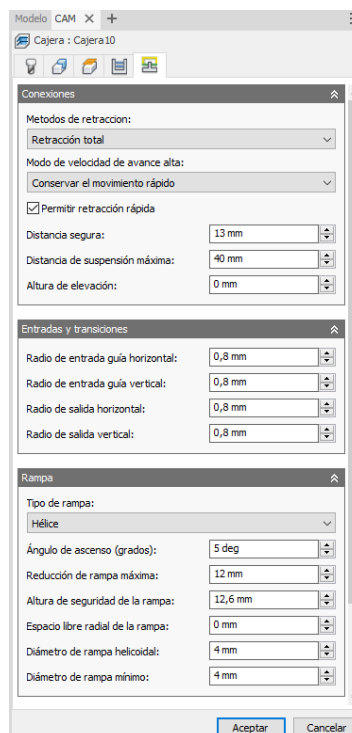 Modelo CAM X +
Cajera : Cajera10
Conexiones
Metodos de retraccion:
Retracción total
Modo de velocidad de avance alta:
Conservar el movimiento rápido
Permitir retracción rápida
Distancia segura: 13 mm
Distancia de suspensión máxima: 40 mm
Altura de elevación: 0 mm
Entradas y transiciones
Radio de entrada guía horizontal: 0,8 mm
Radio de entrada guía vertical: 0,8 mm
Radio de salida horizontal: 0,8 mm
Radio de salida vertical: 0,8 mm
Rampa
Tipo de rampa:
Hélice
Ángulo de ascenso (grados): 5 deg
Reducción de rampa máxima: 12 mm
Altura de seguridad de la rampa: 12,6 mm
Espacio libre radial de la rampa: 0 mm
Diámetro de rampa helicoidal: 4 mm
Diámetro de rampa mínimo: 4 mm
Aceptar Cancelar